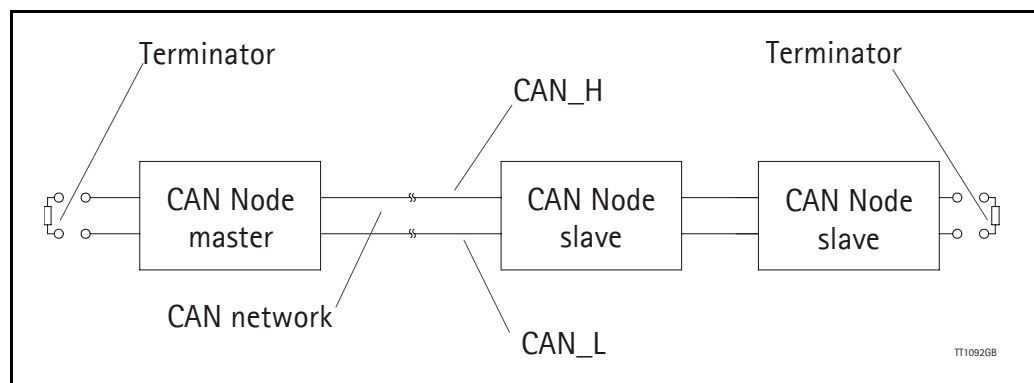 Terminator
Terminator
CAN_H
CAN Node
master
CAN Node
slave
CAN Node
slave
CAN network
CAN_L
TT1092GB